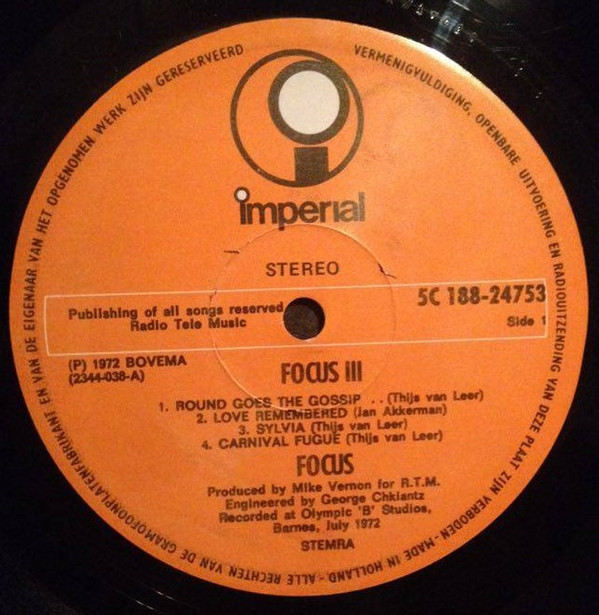 imperial
STEREO
5C 188-24753
Side 1
Publishing of all songs reserved
Radio Tele Music
(P) 1972 BOVEMA
(2344-038-A)
FOCUS III
1. ROUND GOES THE GOSSIP . . (Thijs van Leer)
2. LOVE REMEMBERED (Jan Akkerman)
3. SYLVIA (Thijs van Leer)
4. CARNIVAL FUGUE (Thijs van Leer)
FOCUS
Produced by Mike Vernon for R.T.M.
Engineered by George Chkiantz
Recorded at Olympic 'B' Studios,
Barnes, July 1972
STEMRA
ALLE RECHTEN VAN DE GRAMOFOONPLATENFABRIKANT EN VAN DE EIGENAAR VAN HET OPGENOMEN WERK ZIJN GERESERVEERD
VERMENIGVULDIGING, OPENBARE UITVOERING EN RADIOUITZENDING VAN DEZE PLAAT ZIJN VERBODEN - MADE IN HOLLAND -